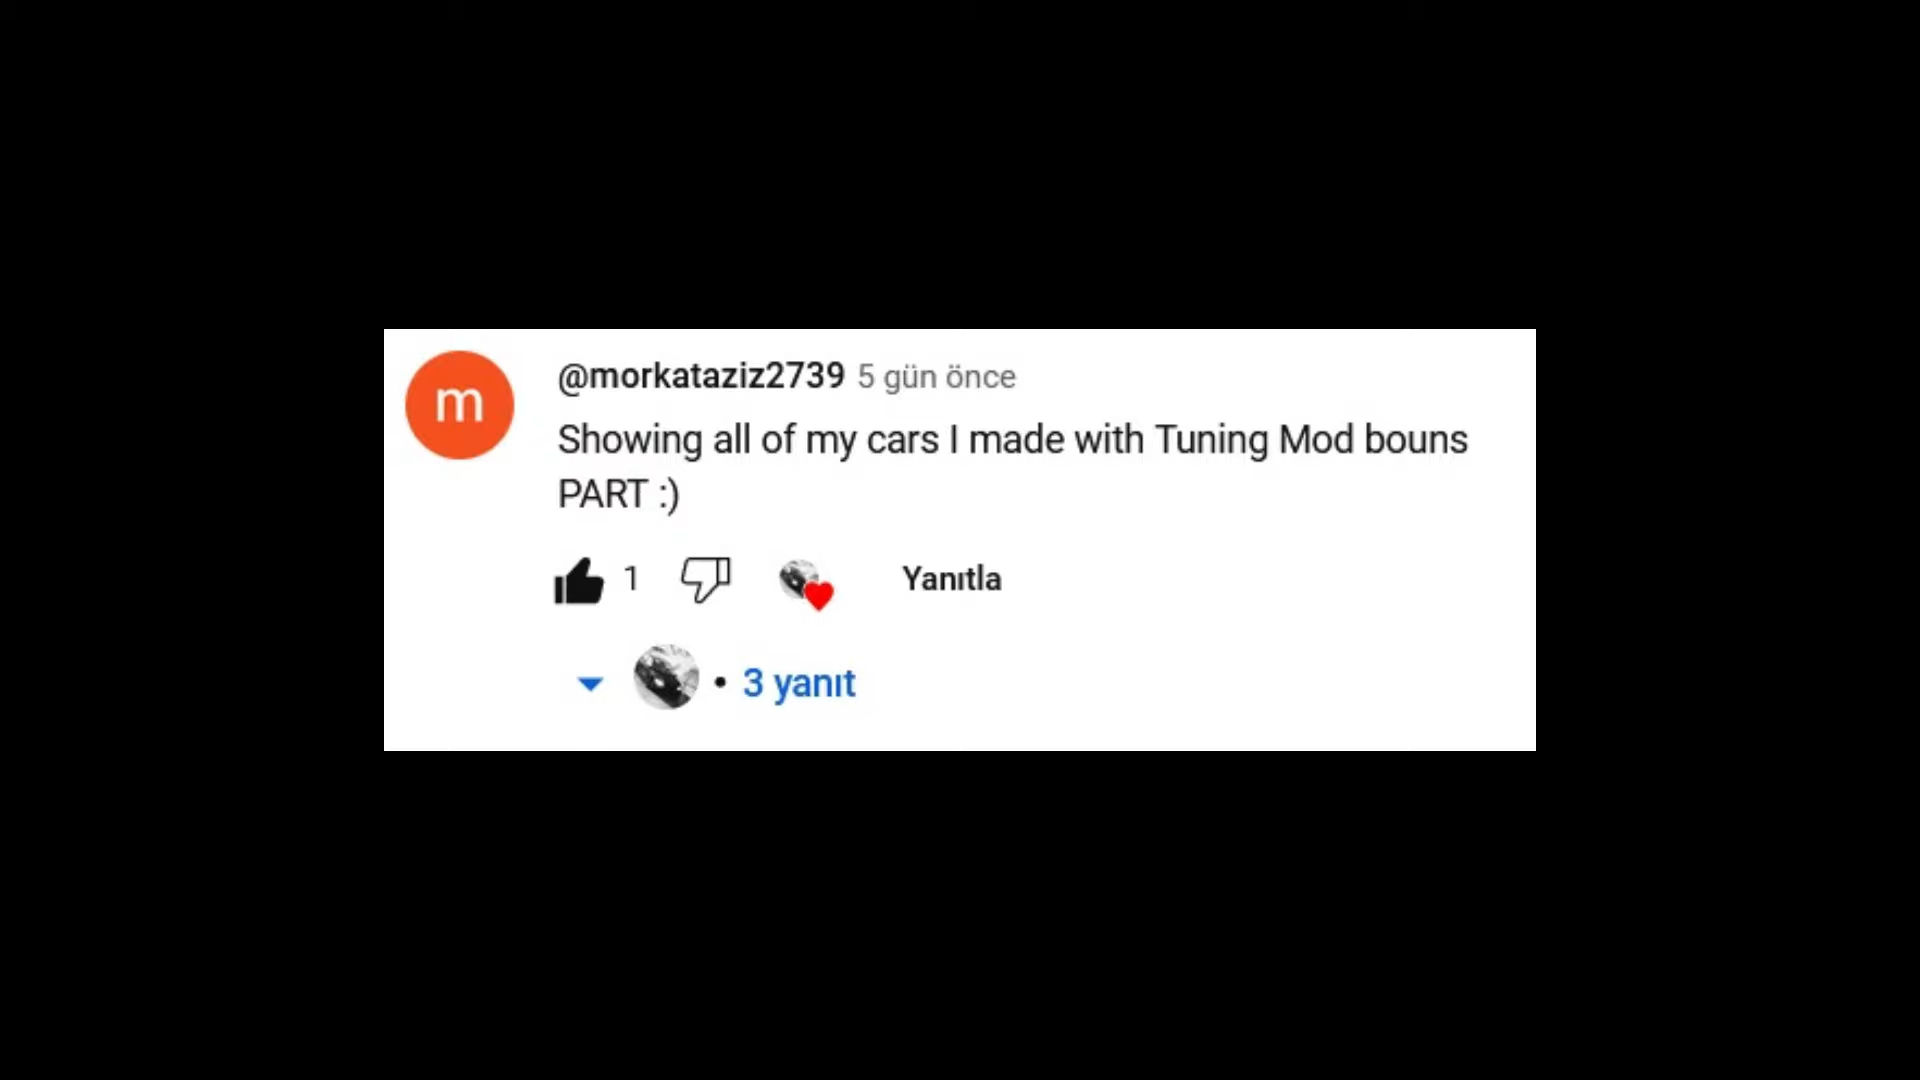 m
@morkataziz2739 5 gün önce
Showing all of my cars I made with Tuning Mod bouns
PART :)
1 Yanıtla
• 3 yanıt